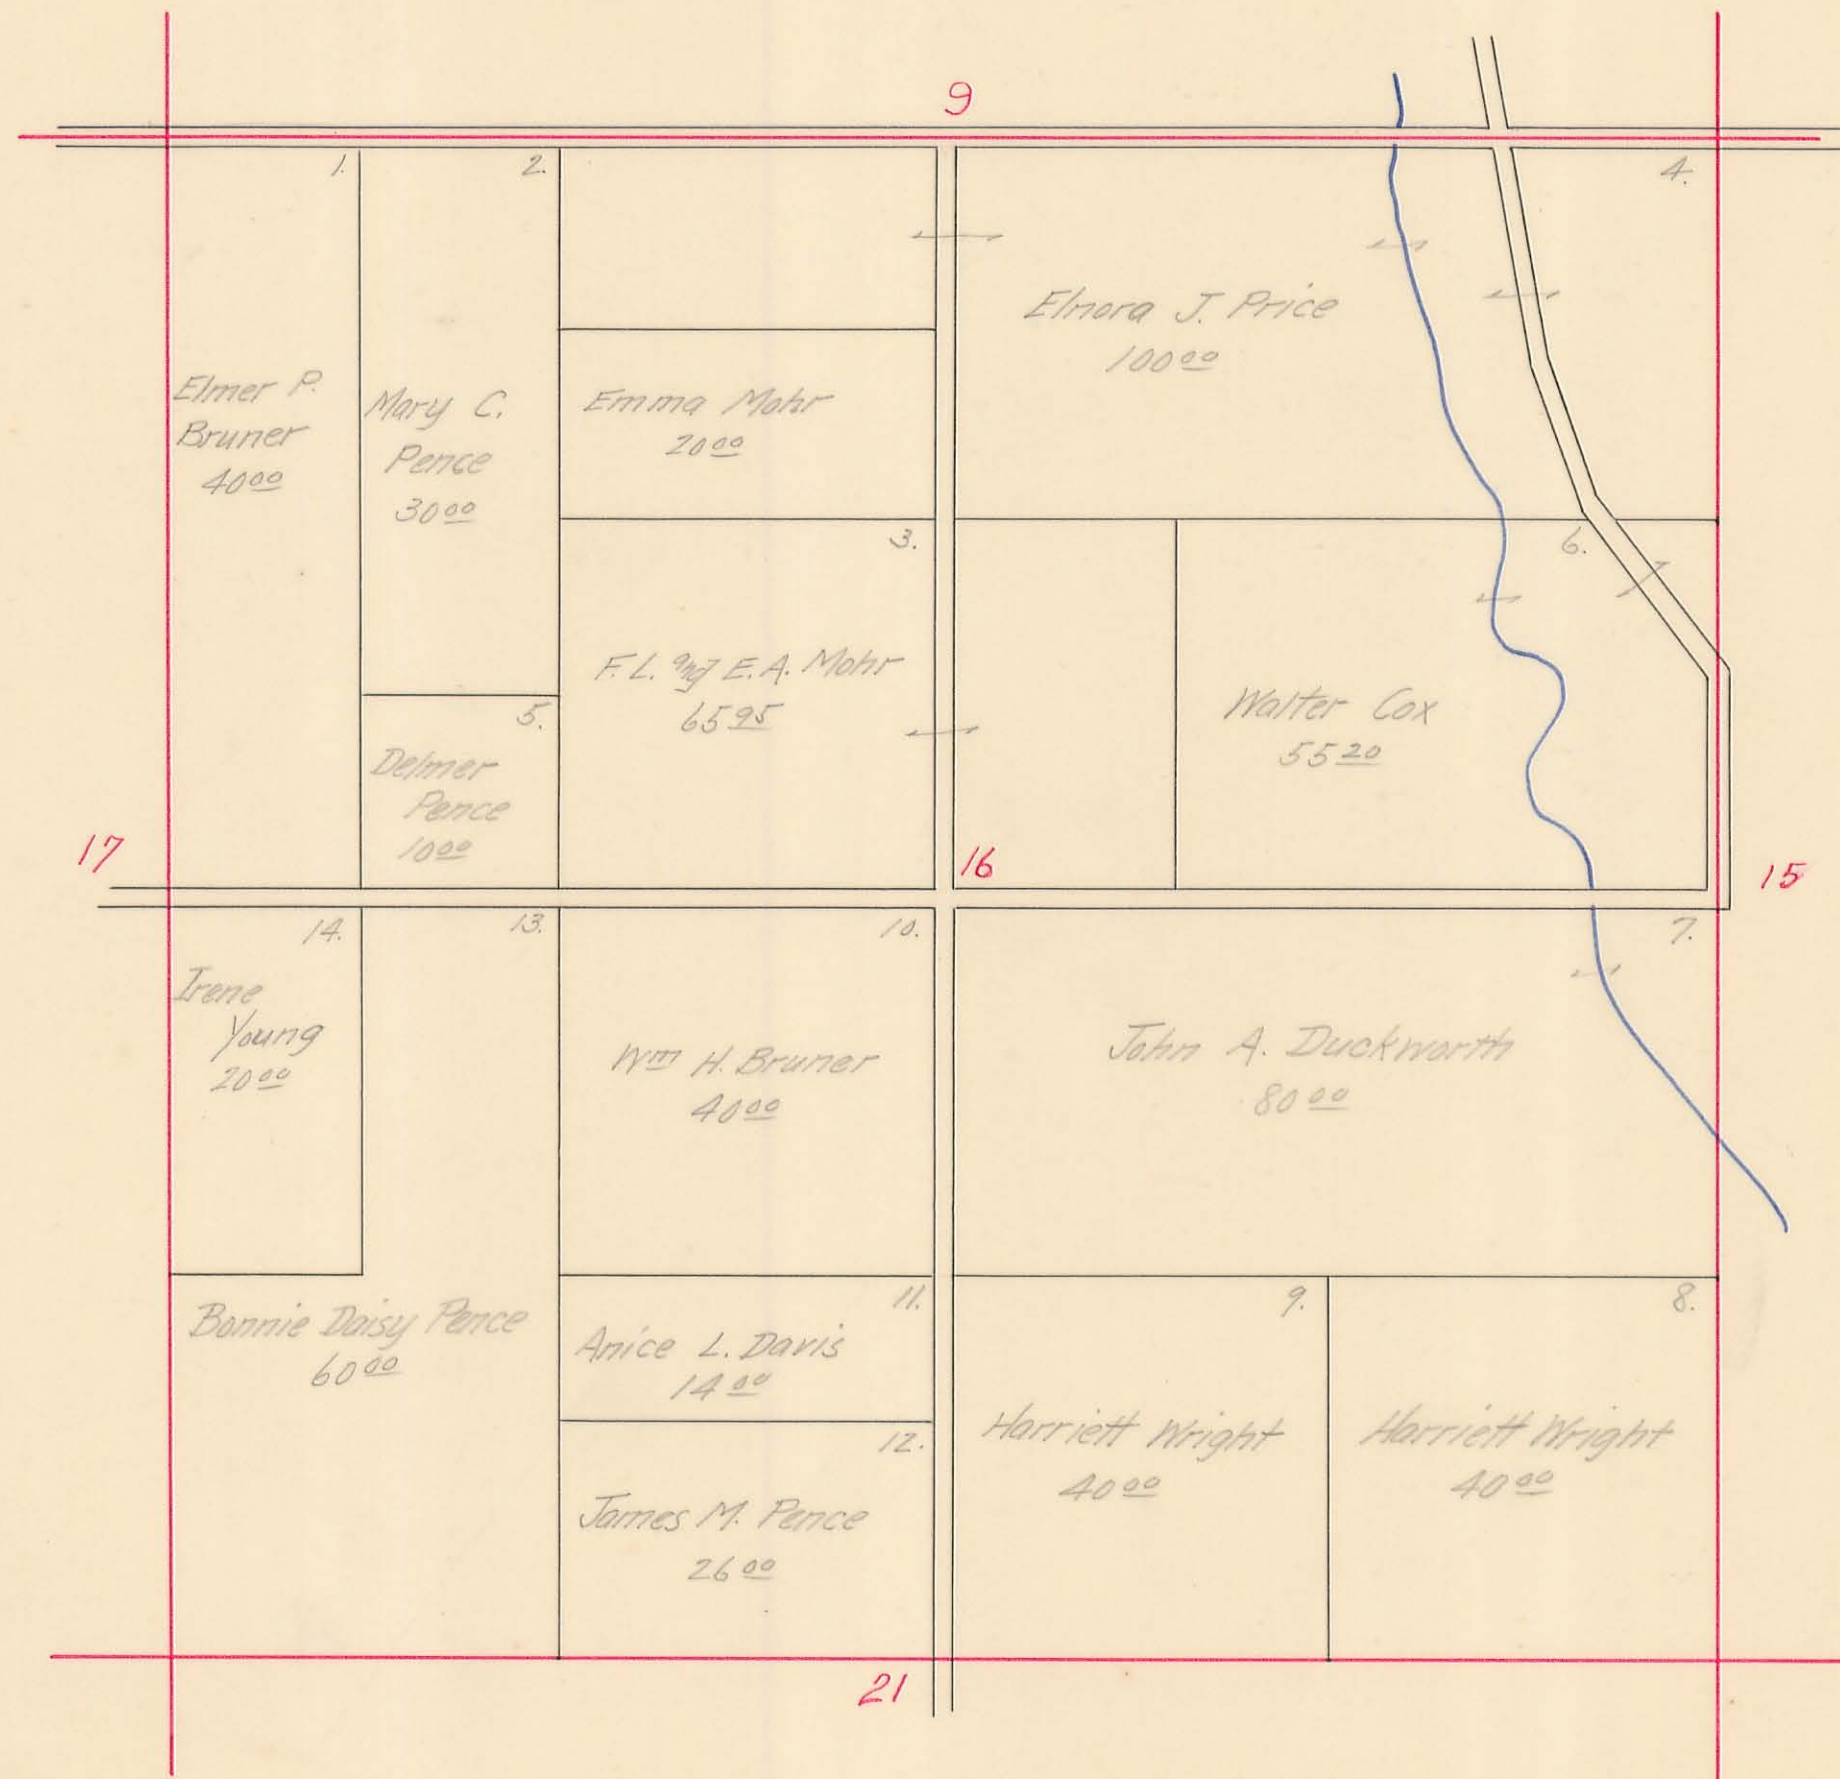 9
1.
2.
4.
Elnora J. Price
100 00
Elmer P.
Bruner
40 00
Mary C.
Pence
30 00
Emma Mohr
20 00
3.
6.
F. L. and E. A. Mohr
65 95
Walter Cox
55 20
5.
Delmer
Pence
10 00
17
16
15
14.
13.
10.
7.
Irene
Young
20 00
Wm H. Bruner
40 00
John A. Duckworth
80 00
11.
9.
8.
Bonnie Daisy Pence
60 00
Anice L. Davis
14 00
12.
Harriett Wright
40 00
Harriett Wright
40 00
James M. Pence
26 00
21